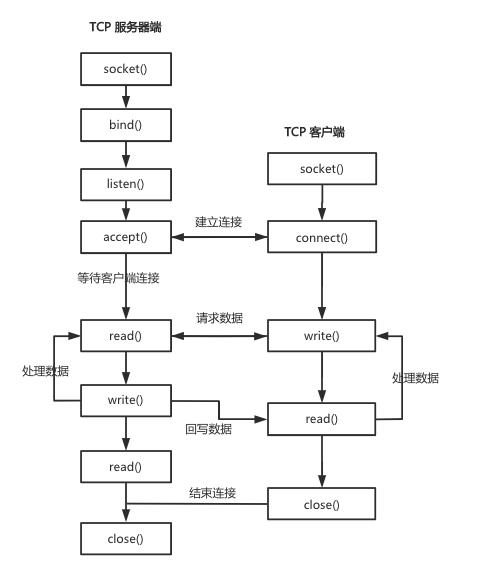 TCP 服务器端
socket()
bind()
TCP 客户端
listen()
socket()
accept()
建立连接
connect()
等待客户端连接
read()
请求数据
write()
处理数据
处理数据
write()
回写数据
read()
read()
结束连接
close()
close()